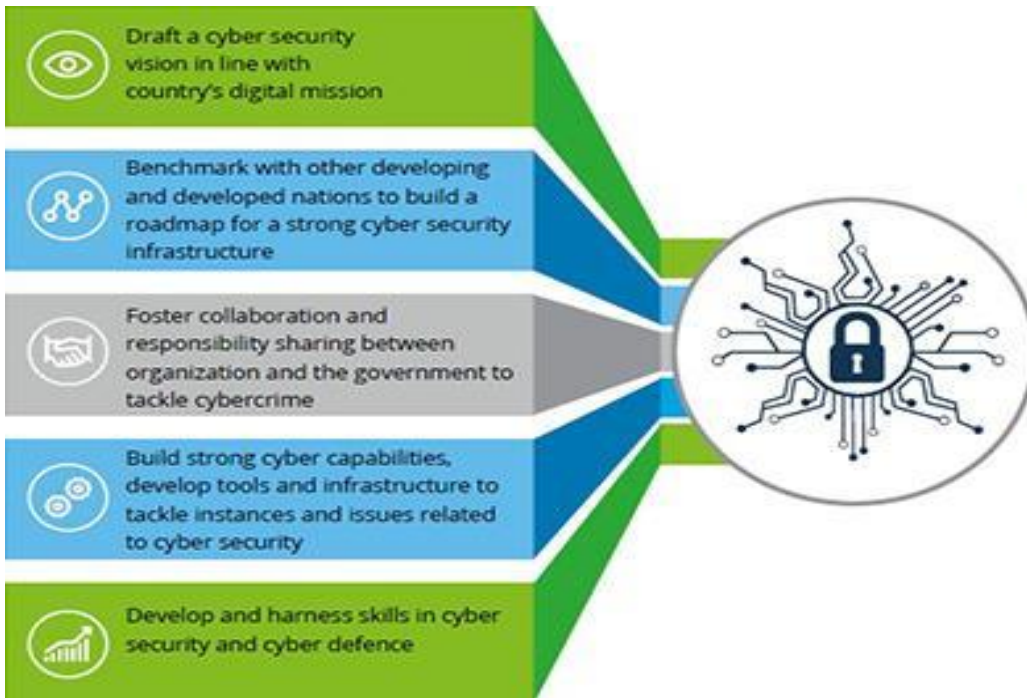 Draft a cyber security
vision in line with
country's digital mission
Benchmark with other developing
and developed nations to build a
roadmap for a strong cyber security
infrastructure
Foster collaboration and
responsibility sharing between
organization and the government to
tackle cybercrime
Build strong cyber capabilities,
develop tools and infrastructure to
tackle instances and issues related
to cyber security
Develop and harness skills in cyber
security and cyber defence